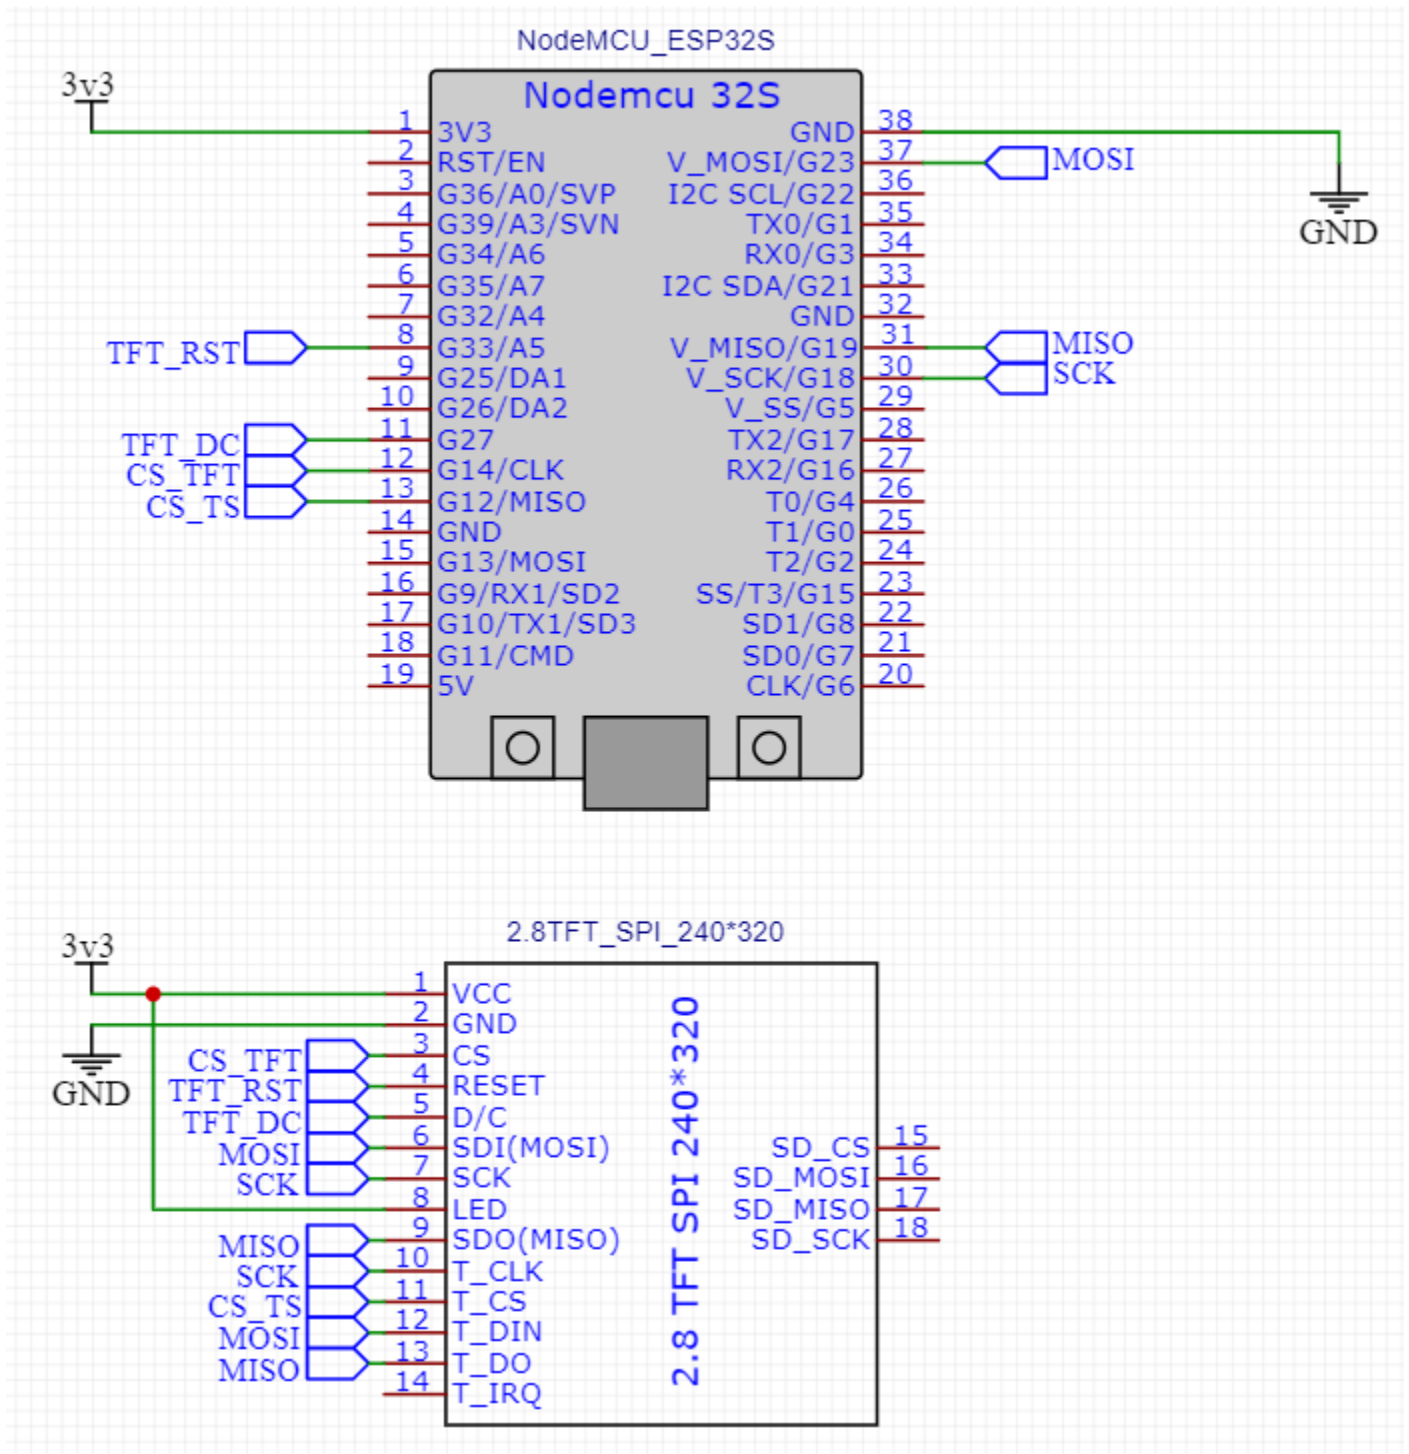 NodeMCU_ESP32S
3v3
Nodemcu 32S
1 3V3 GND 38
2 RST/EN V_MOSI/G23 37 MOSI
3 G36/A0/SVP I2C SCL/G22 36
4 G39/A3/SVN TX0/G1 35
GND
5 G34/A6 RX0/G3 34
6 G35/A7 I2C SDA/G21 33
7 G32/A4 GND 32
TFT_RST 8 G33/A5 V_MISO/G19 31 MISO
9 G25/DA1 V_SCK/G18 30 SCK
10 G26/DA2 V_SS/G5 29
TFT_DC 11 G27 TX2/G17 28
CS_TFT 12 G14/CLK RX2/G16 27
CS_TS 13 G12/MISO T0/G4 26
14 GND T1/G0 25
15 G13/MOSI T2/G2 24
16 G9/RX1/SD2 SS/T3/G15 23
17 G10/TX1/SD3 SD1/G8 22
18 G11/CMD SD0/G7 21
19 5V CLK/G6 20
2.8TFT_SPI_240*320
3v3
1 VCC
2 GND
CS_TFT 3 CS
GND
TFT_RST 4 RESET
TFT_DC 5 D/C
MOSI 6 SDI(MOSI) SD_CS 15
SCK 7 SCK SD_MOSI 16
8 LED SD_MISO 17
MISO 9 SDO(MISO) SD_SCK 18
SCK 10 T_CLK
CS_TS 11 T_CS
MOSI 12 T_DIN
MISO 13 T_DO
14 T_IRQ
2.8 TFT SPI 240*320